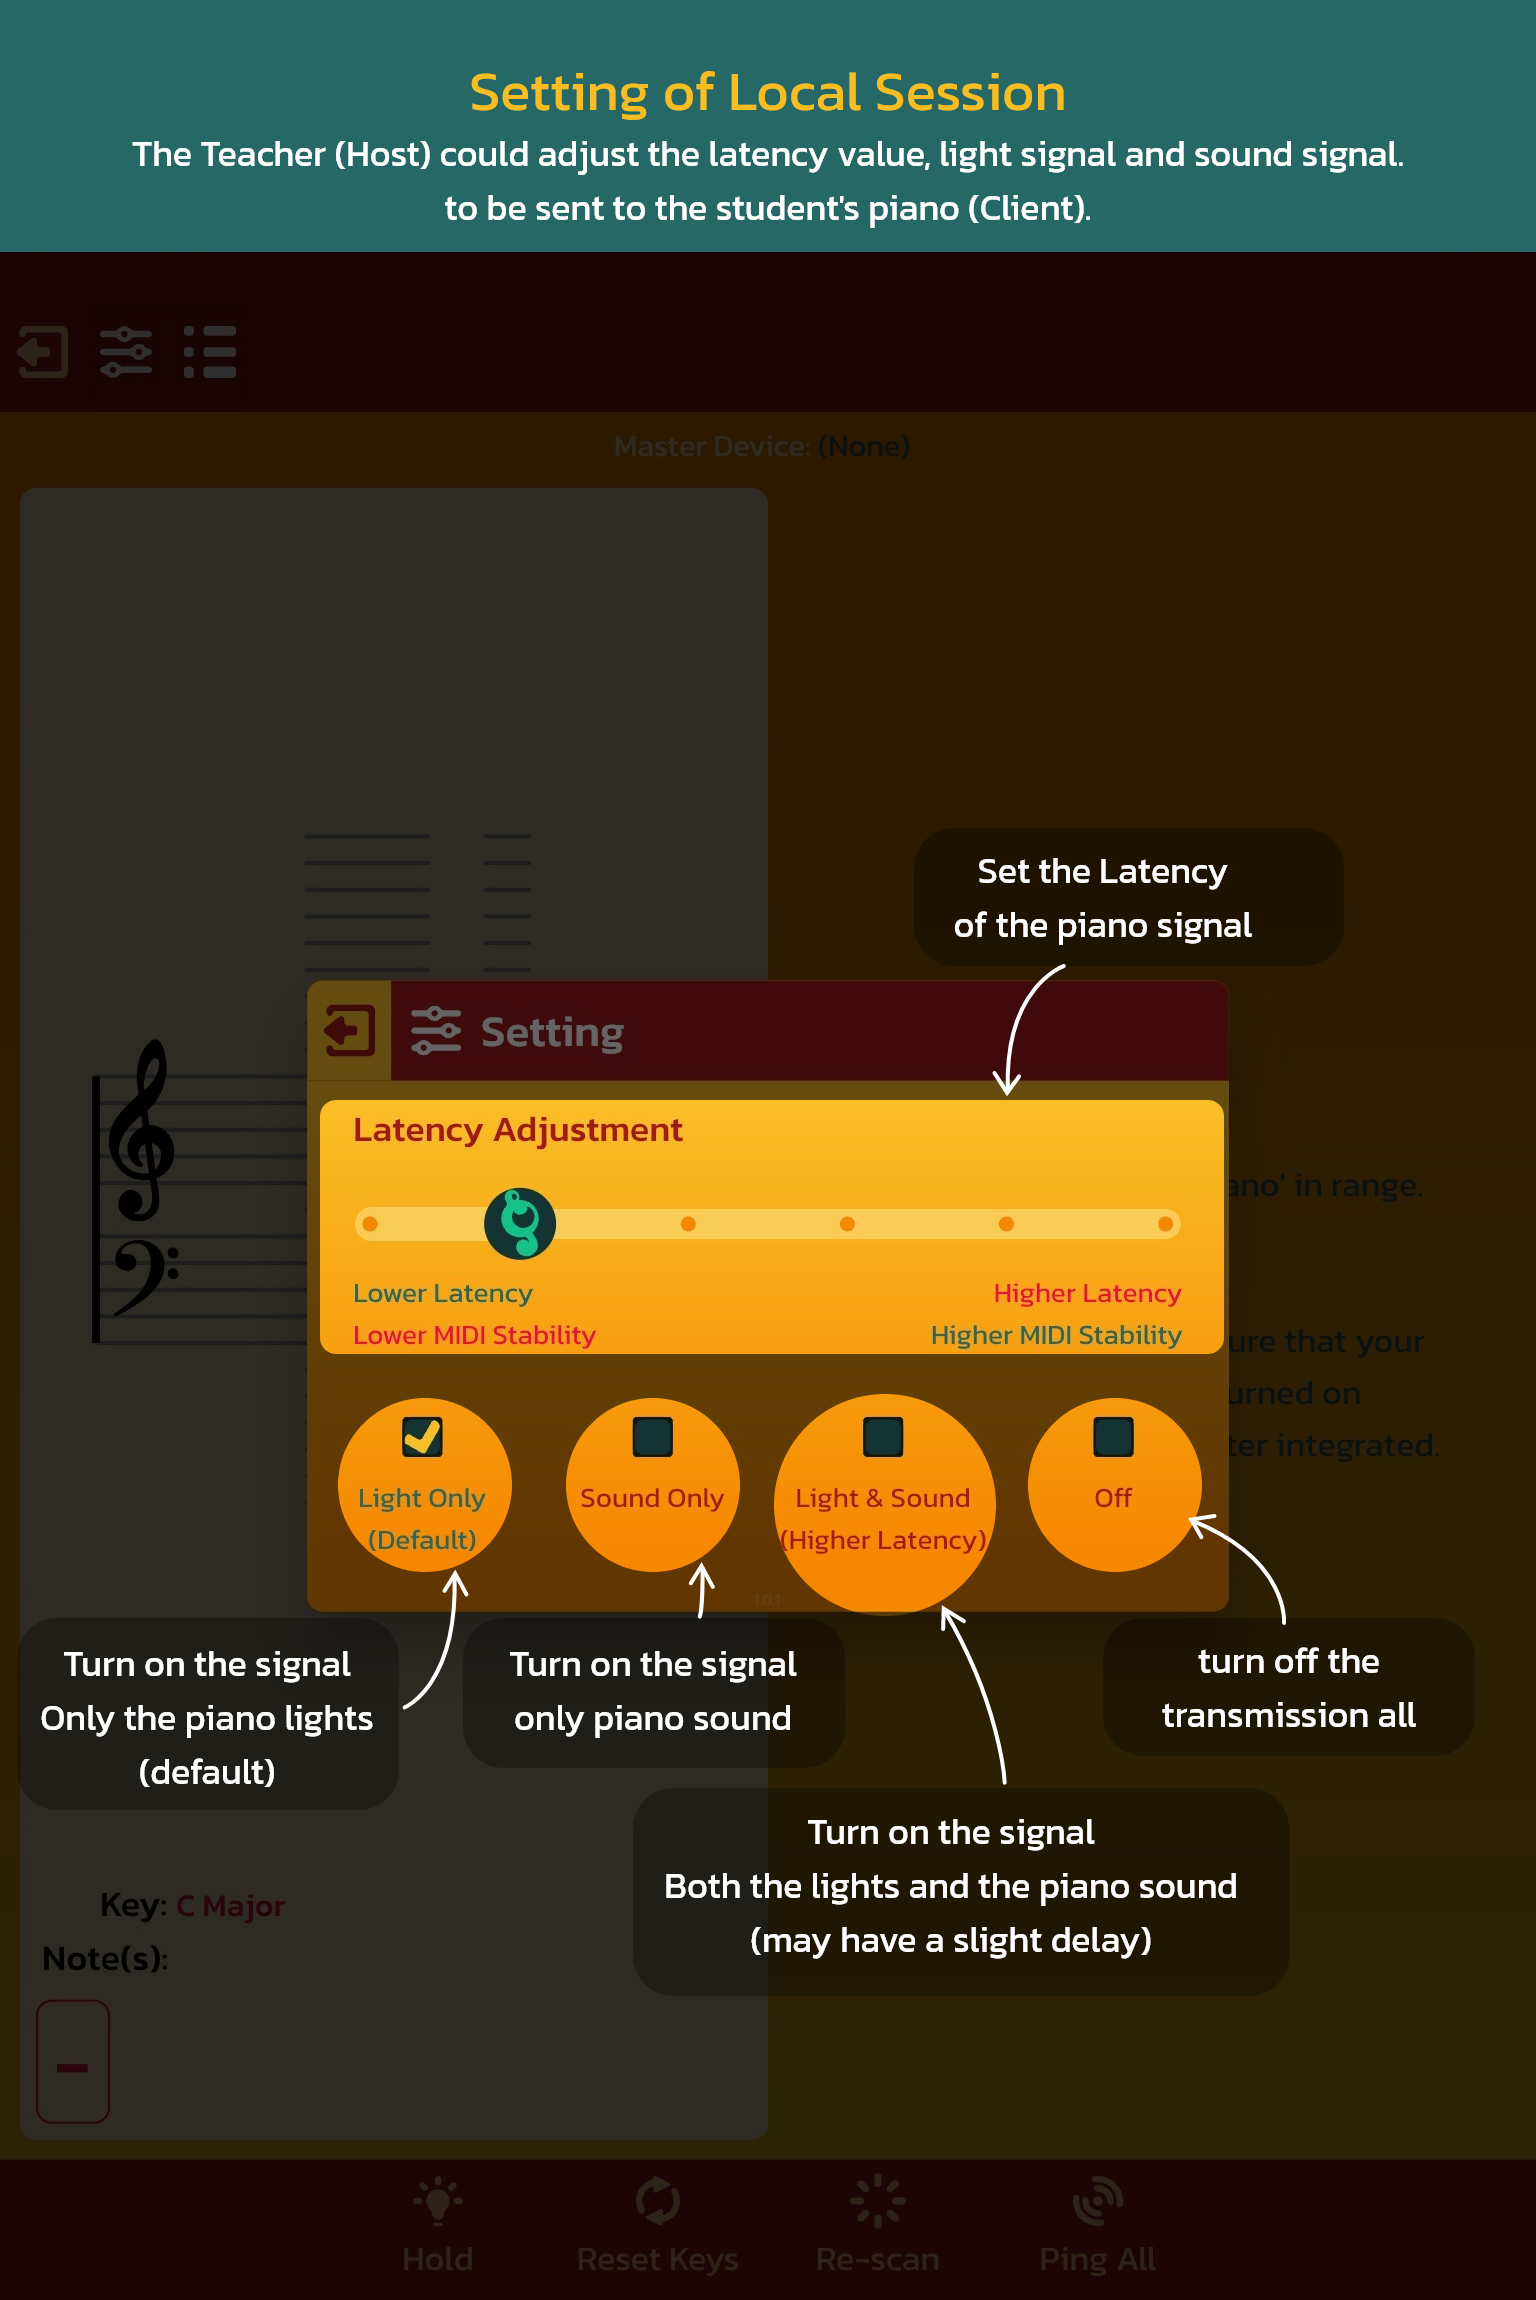 Setting of Local Session
The Teacher (Host) could adjust the latency value, light signal and sound signal.
to be sent to the student's piano (Client).
Master Device: (None)
Set the Latency
of the piano signal
Setting
Latency Adjustment
ano' in range.
Lower Latency
Higher Latency
Lower MIDI Stability
Higher MIDI Stability
ure that your
urned on
ter integrated.
Light Only
(Default)
Sound Only
Light & Sound
(Higher Latency)
Off
1.0.1
Turn on the signal
Only the piano lights
(default)
Turn on the signal
only piano sound
turn off the
transmission all
Turn on the signal
Both the lights and the piano sound
(may have a slight delay)
Key: C Major
Note(s):
-
Hold
Reset Keys
Re-scan
Ping All